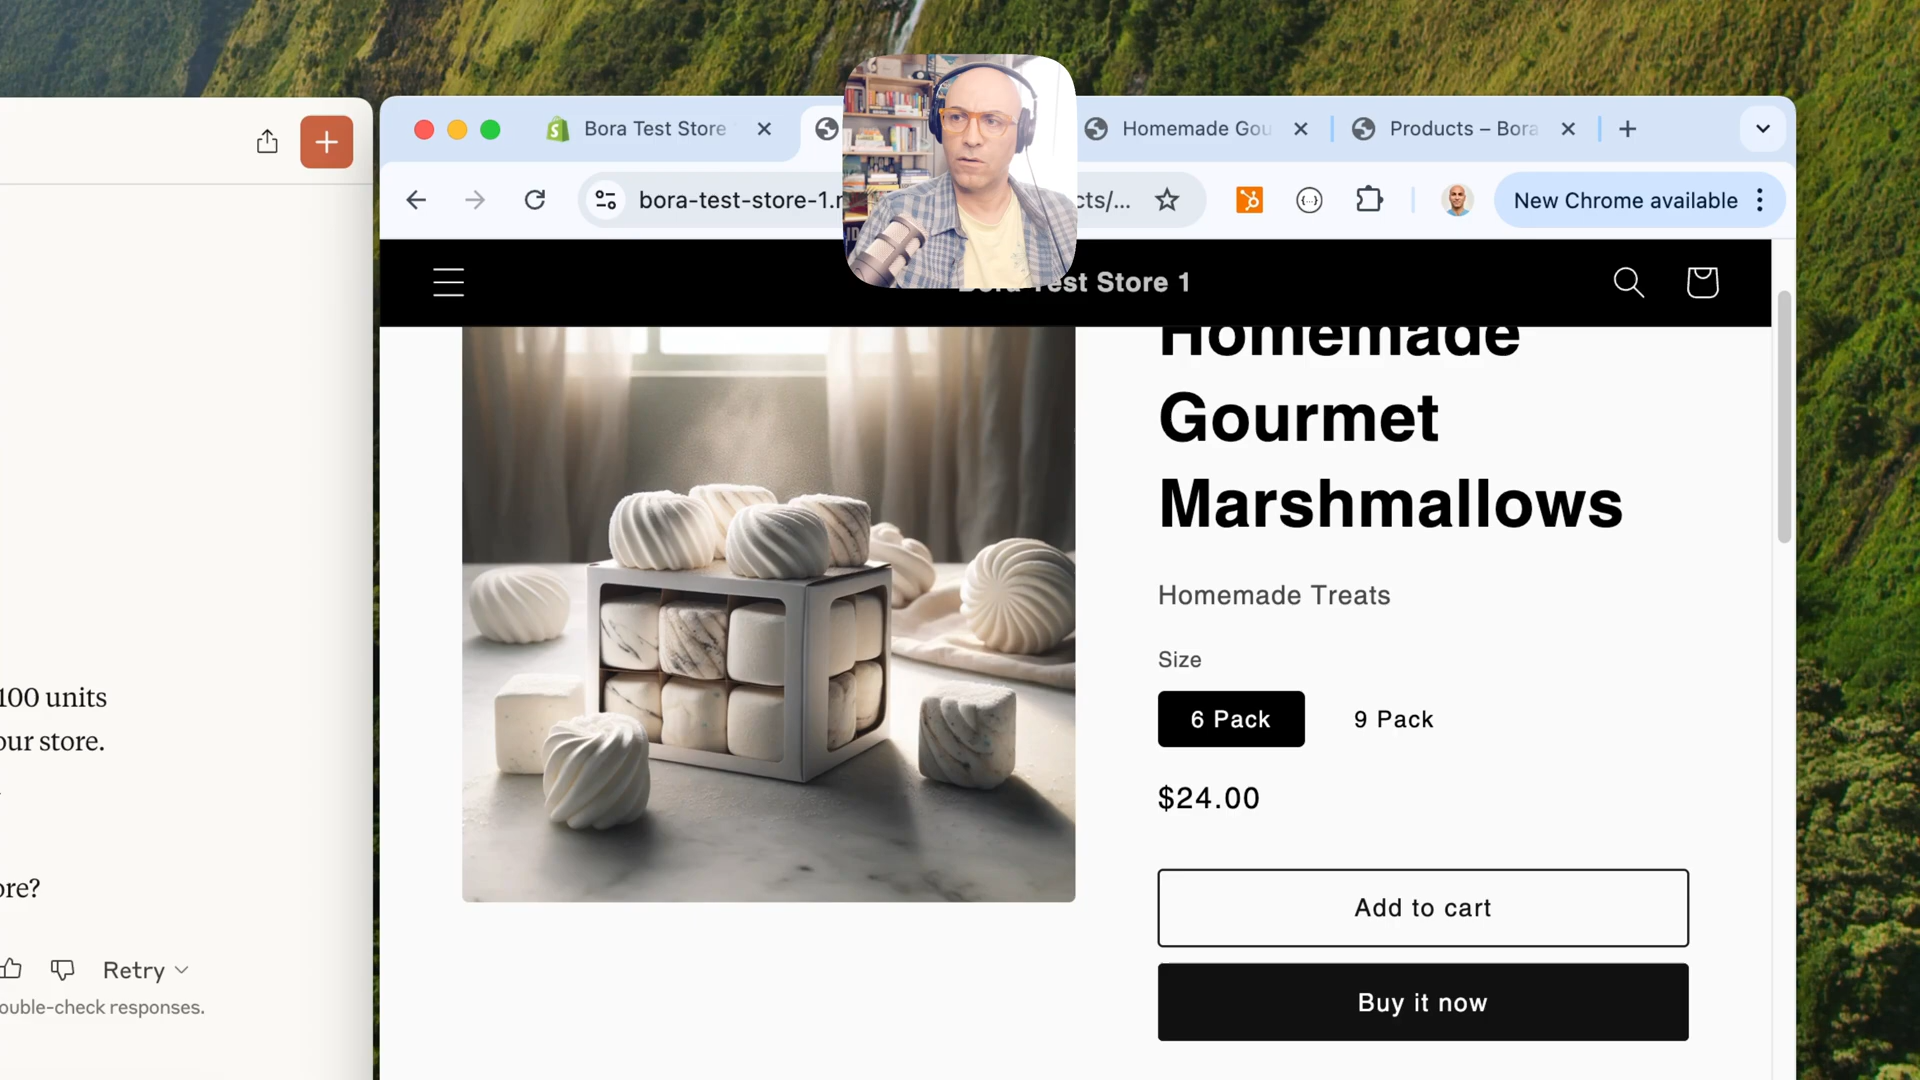 Bora Test Store
Homemade Gou
Products – Bora
bora-test-store-1.
cts/...
New Chrome available
Test Store 1
Homemade
Gourmet
Marshmallows
Homemade Treats
Size
6 Pack
9 Pack
$24.00
Add to cart
Buy it now
100 units
our store.
ore?
Retry
ouble-check responses.